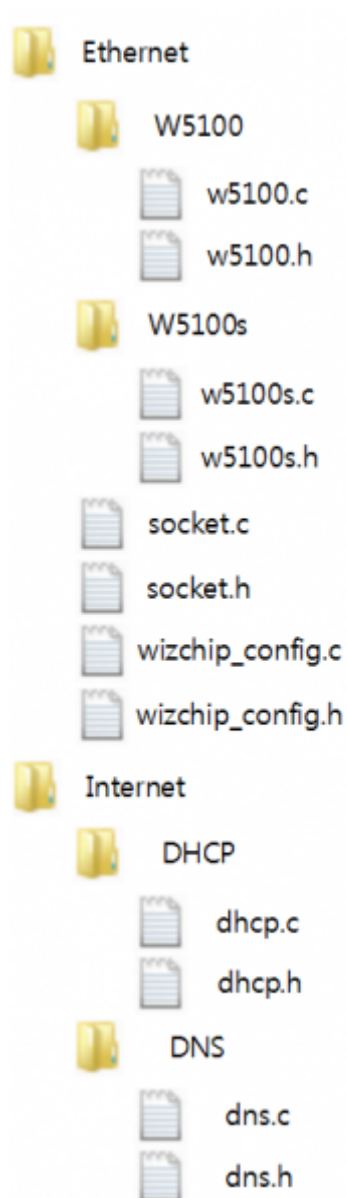 Ethernet
W5100
w5100.c
w5100.h
W5100s
w5100s.c
w5100s.h
socket.c
socket.h
wizchip_config.c
wizchip_config.h
Internet
DHCP
dhcp.c
dhcp.h
DNS
dns.c
dns.h